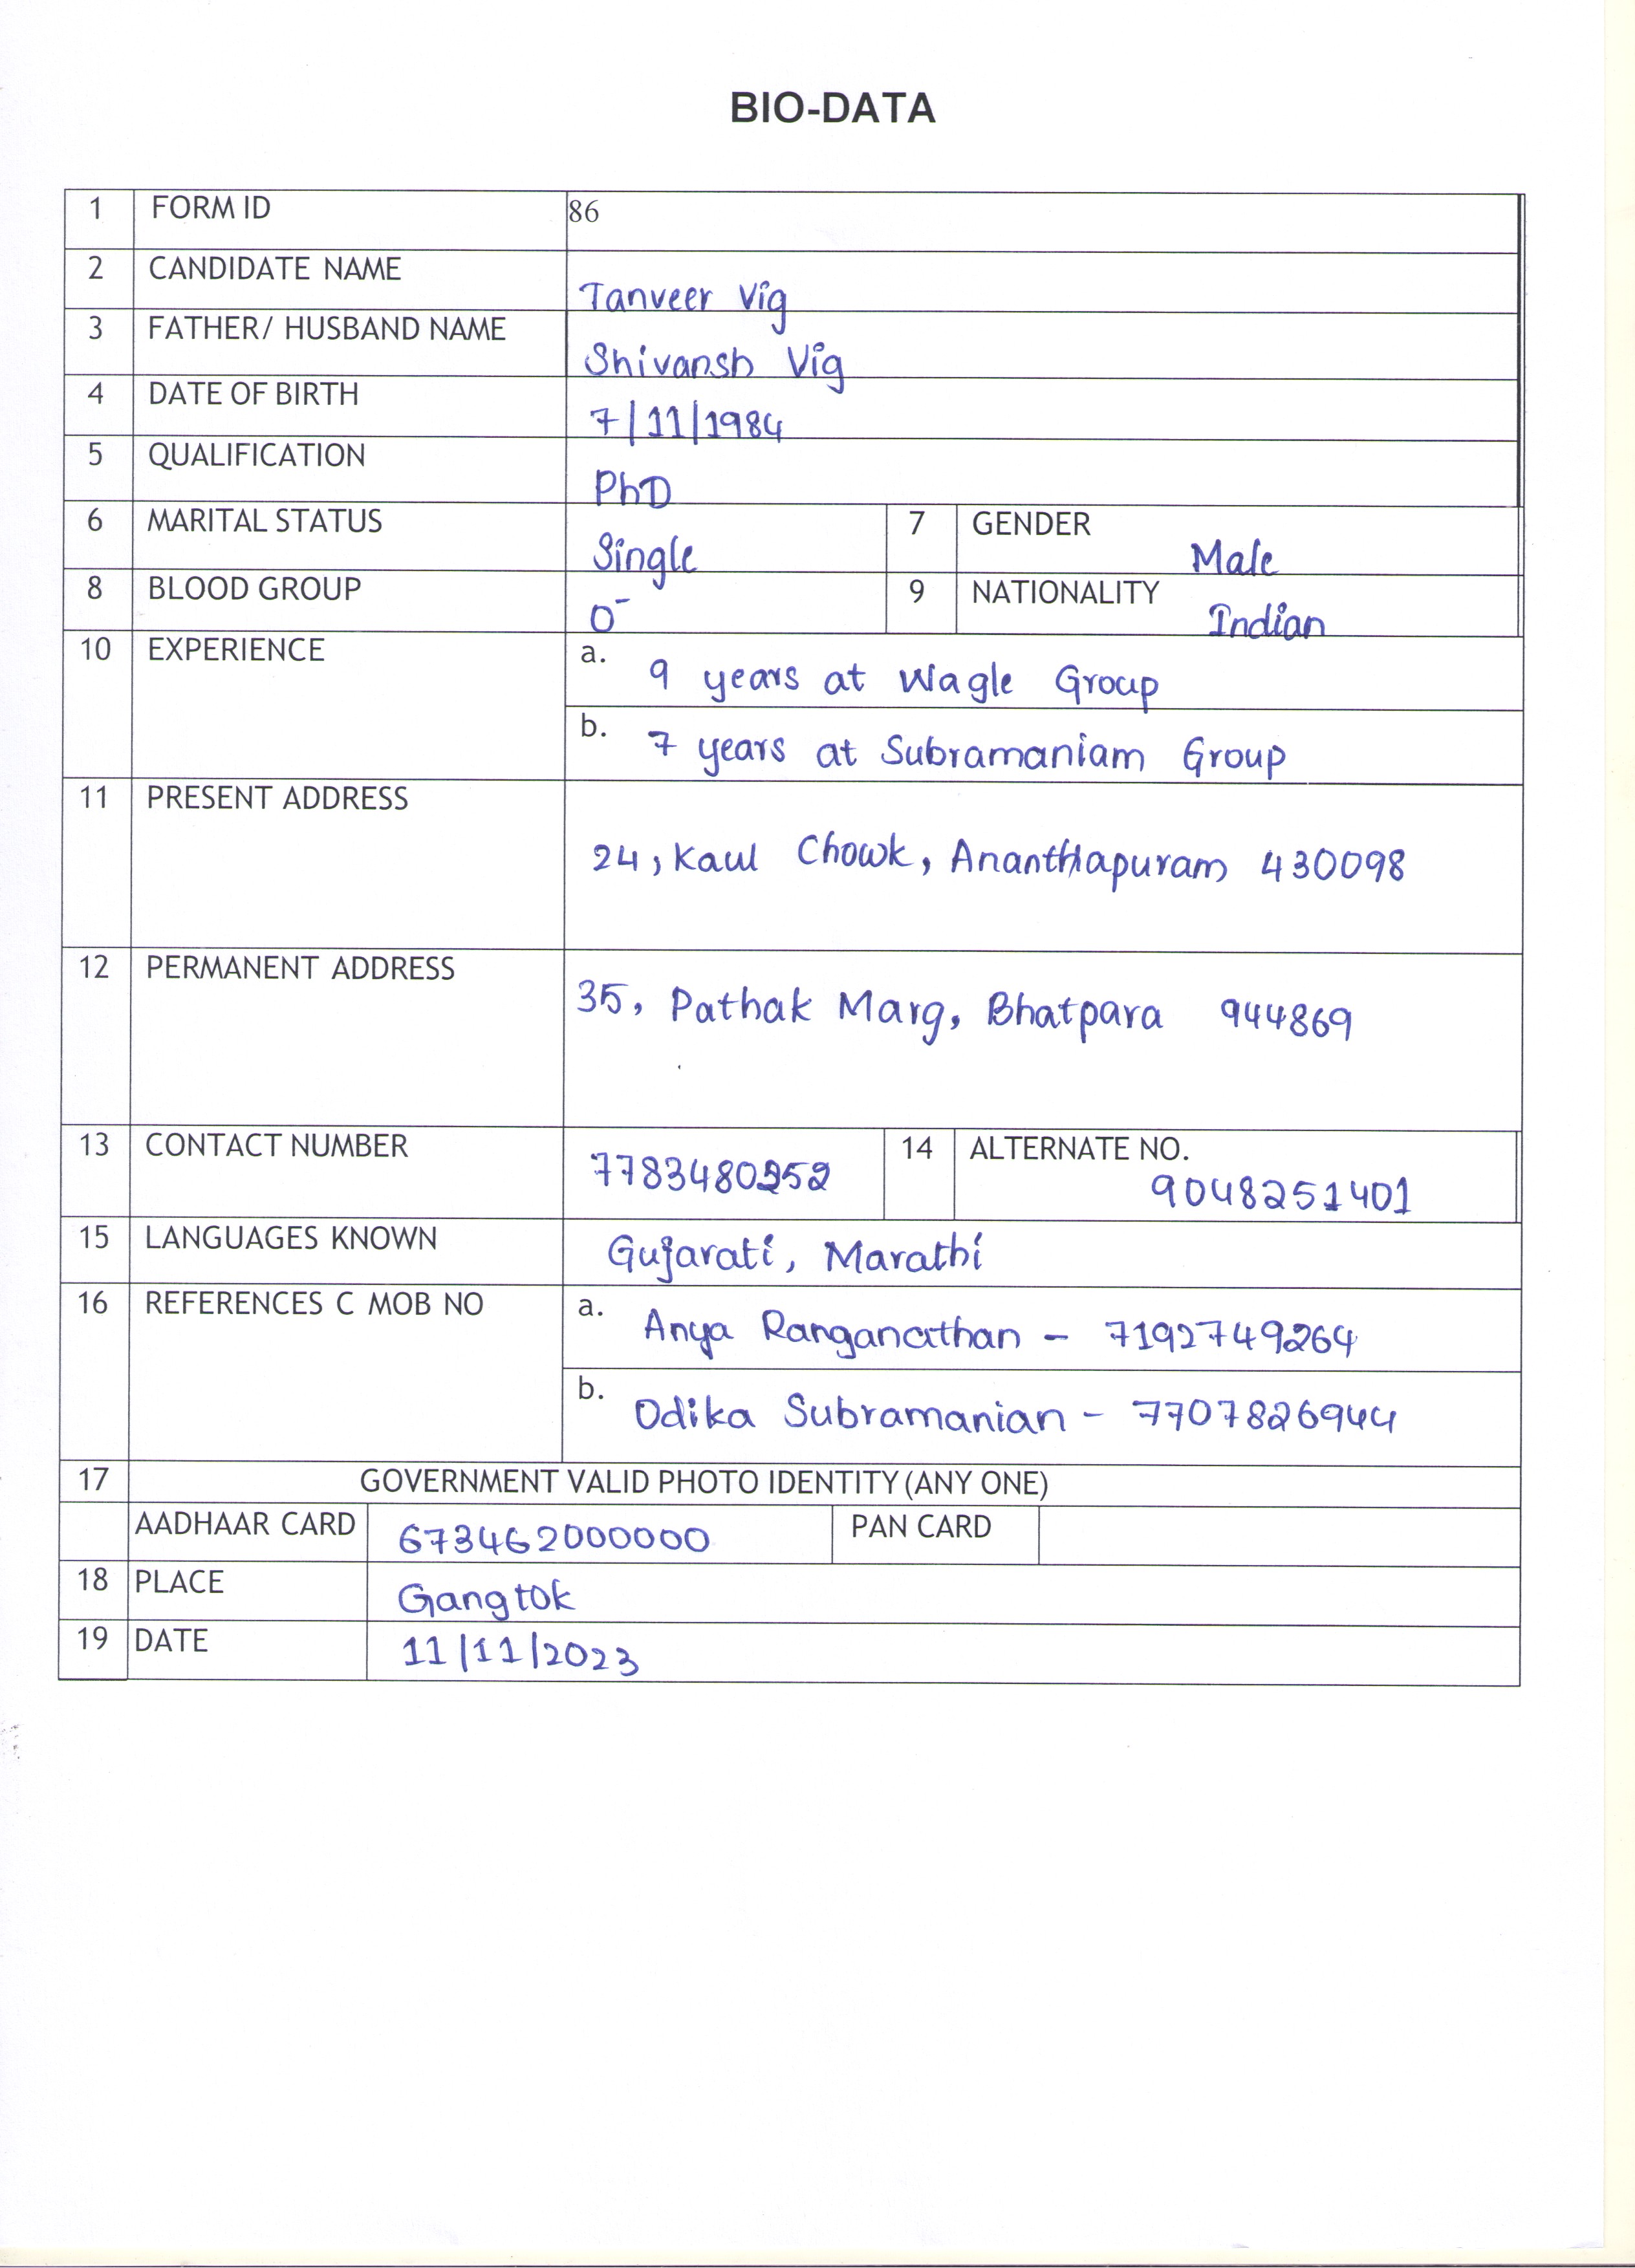 BIO-DATA
1 FORM ID 86
2 CANDIDATE NAME Tanveer Vig
3 FATHER/ HUSBAND NAME Shivansh Vig
4 DATE OF BIRTH 7/11/1984
5 QUALIFICATION PhD
6 MARITAL STATUS Single 7 GENDER Male
8 BLOOD GROUP O⁻ 9 NATIONALITY Indian
10 EXPERIENCE a. 9 years at Wagle Group
b. 7 years at Subramaniam Group
11 PRESENT ADDRESS
24, Kaul Chowk, Ananthapuram 430098
12 PERMANENT ADDRESS
35, Pathak Marg, Bhatpara 944869
13 CONTACT NUMBER 14 ALTERNATE NO.
9048251401
15 LANGUAGES KNOWN Gujarati, Marathi
16 REFERENCES C MOB NO a. Anya Ranganathan - 7192749264
b. Odika Subramanian - 7707826944
17 GOVERNMENT VALID PHOTO IDENTITY (ANY ONE)
AADHAAR CARD 673462000000 PAN CARD
18 PLACE Gangtok
19 DATE 11/11/2023